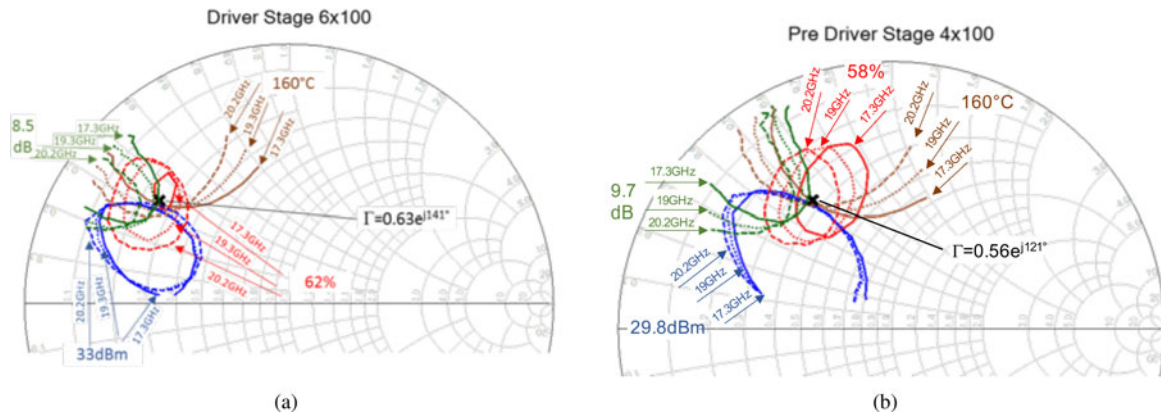 Driver Stage 6x100
160°C
20.2GHz
19.3GHz
17.3GHz
8.5
dB
17.3GHz
19.3GHz
20.2GHz
Γ=0.63e^j141°
17.3GHz
19.3GHz
20.2GHz
62%
20.2GHz
19.3GHz
17.3GHz
33dBm
(a)
Pre Driver Stage 4x100
58%
20.2GHz
19GHz
17.3GHz
160°C
20.2GHz
19GHz
17.3GHz
9.7
dB
17.3GHz
19GHz
20.2GHz
Γ=0.56e^j121°
20.2GHz
19GHz
17.3GHz
29.8dBm
(b)